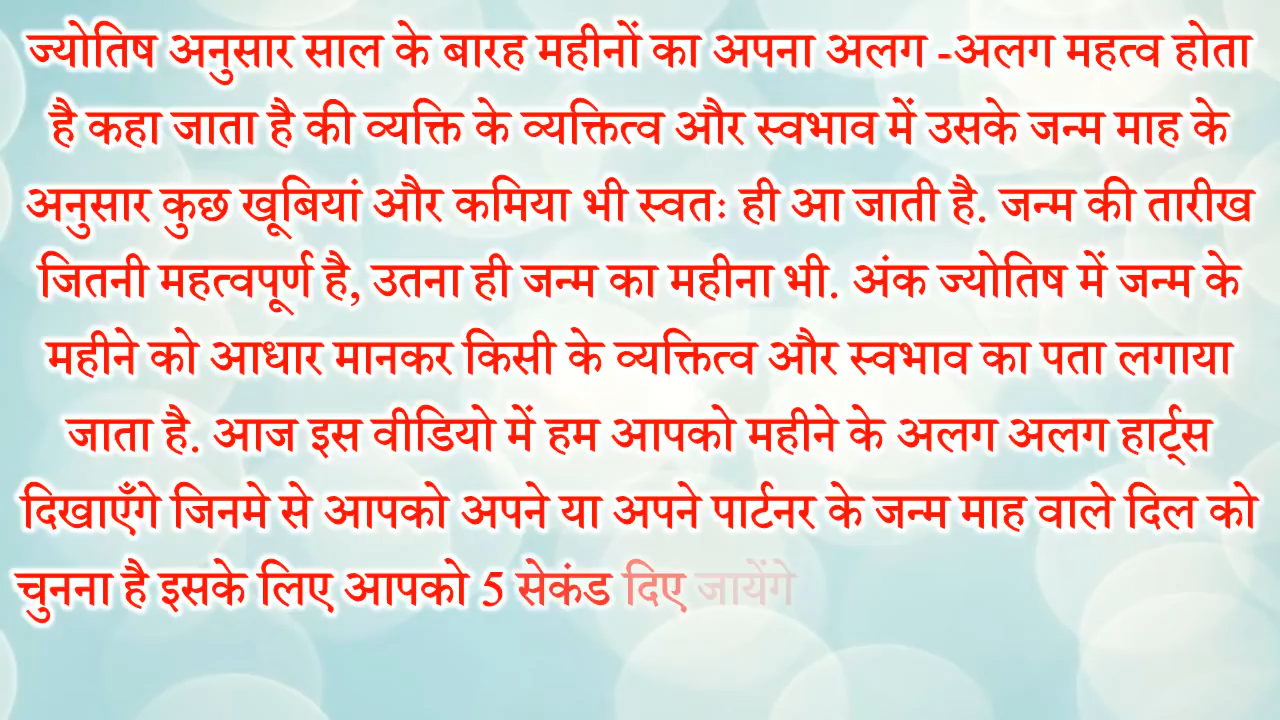 ज्योतिष अनुसार साल के बारह महीनों का अपना अलग -अलग महत्व होता
है कहा जाता है की व्यक्ति के व्यक्तित्व और स्वभाव में उसके जन्म माह के
अनुसार कुछ खूबियां और कमिया भी स्वतः ही आ जाती है. जन्म की तारीख
जितनी महत्वपूर्ण है, उतना ही जन्म का महीना भी. अंक ज्योतिष में जन्म के
महीने को आधार मानकर किसी के व्यक्तित्व और स्वभाव का पता लगाया
जाता है. आज इस वीडियो में हम आपको महीने के अलग अलग हार्ट्स
दिखाएँगे जिनमे से आपको अपने या अपने पार्टनर के जन्म माह वाले दिल को
चुनना है इसके लिए आपको 5 सेकंड दिए जायेंगे